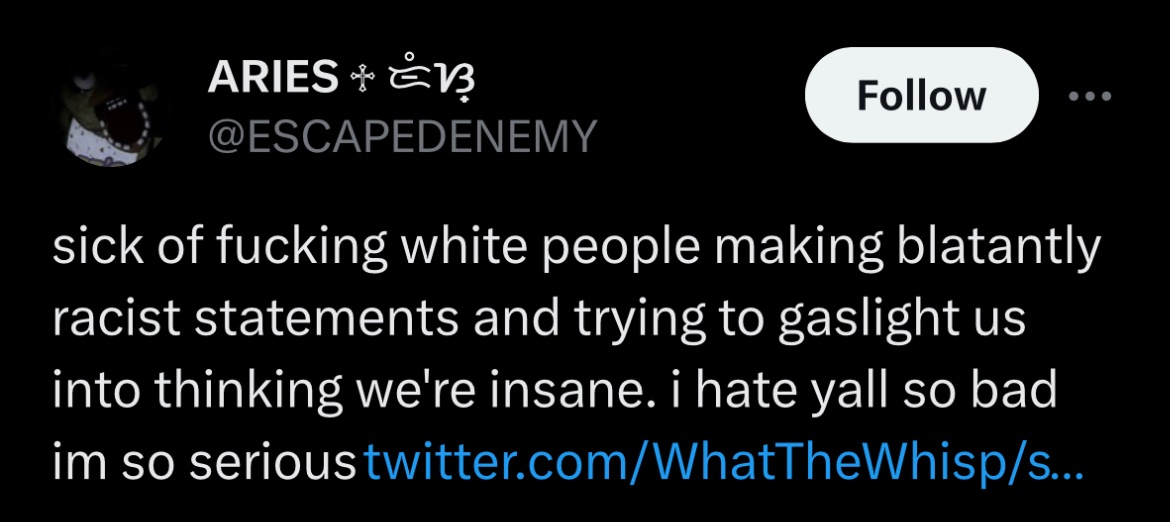 ARIES
Follow
@ESCAPEDENEMY
sick of fucking white people making blatantly
racist statements and trying to gaslight us
into thinking we're insane. i hate yall so bad
im so serious twitter.com/WhatTheWhisp/s...